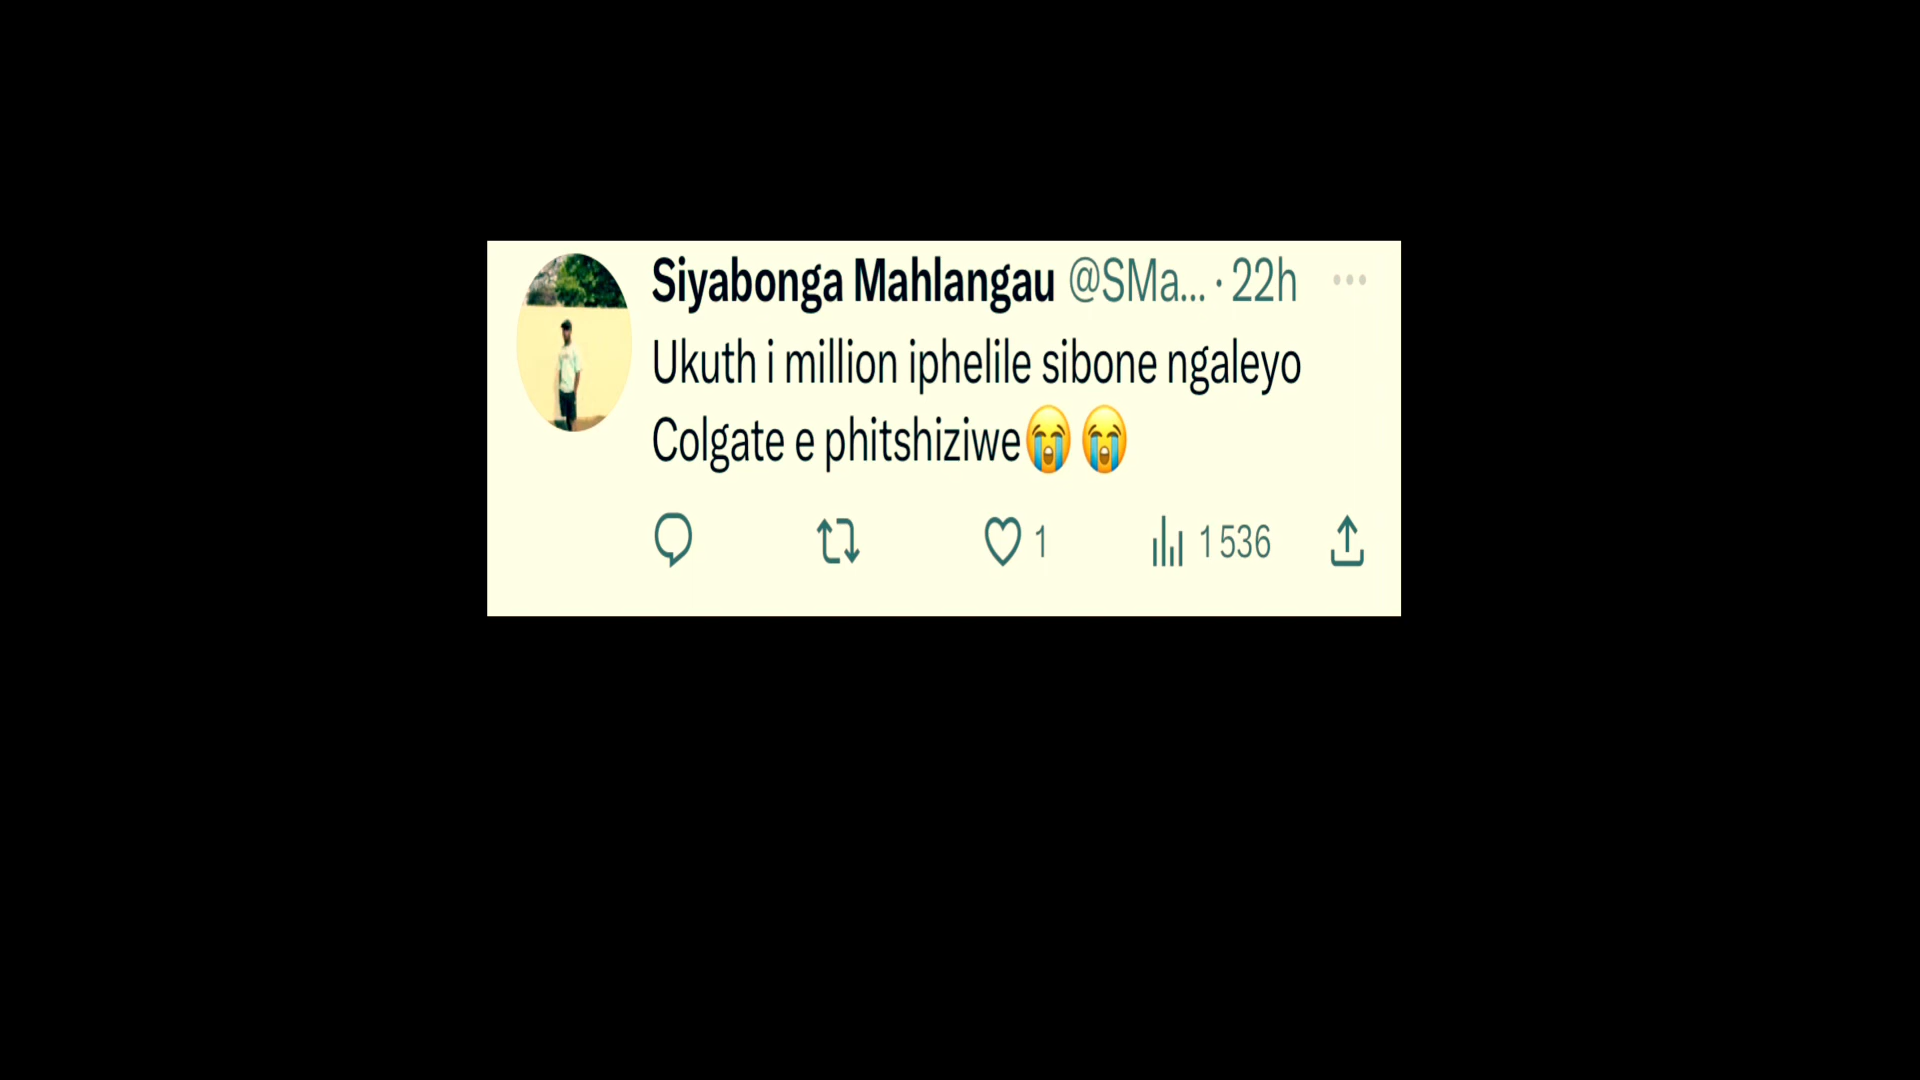 Siyabonga Mahlangau @SMa... · 22h
Ukuth i million iphelile sibone ngaleyo
Colgate e phitshiziwe😭😭
1 1 536